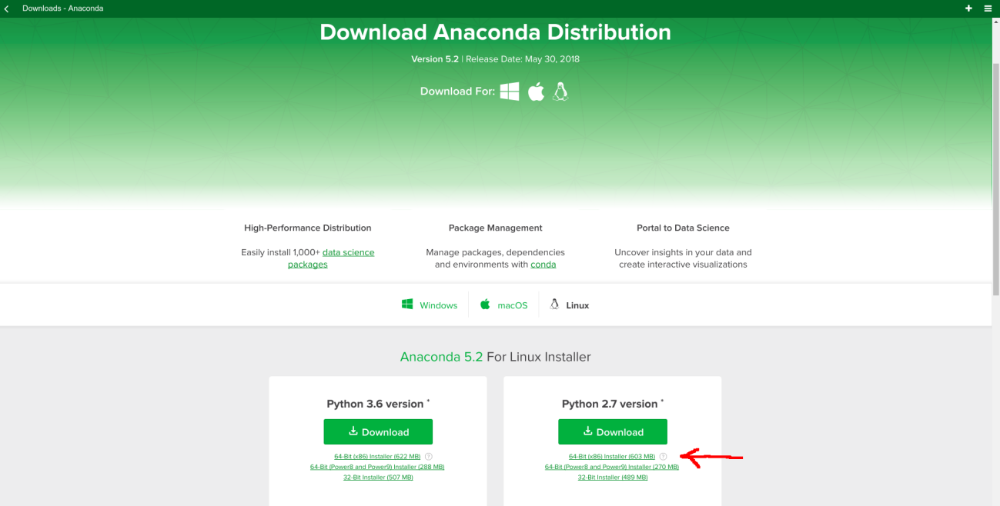 Downloads - Anaconda
Download Anaconda Distribution
Version 5.2 | Release Date: May 30, 2018
Download For:
High-Performance Distribution
Easily install 1,000+ data science
packages
Package Management
Manage packages, dependencies
and environments with conda
Portal to Data Science
Uncover insights in your data and
create interactive visualizations
Windows
macOS
Linux
Anaconda 5.2 For Linux Installer
Python 3.6 version *
Download
64-Bit (x86) Installer (622 MB) ?
64-Bit (Power8 and Power9) Installer (288 MB)
32-Bit Installer (507 MB)
Python 2.7 version *
Download
64-Bit (x86) Installer (603 MB) ?
64-Bit (Power8 and Power9) Installer (270 MB)
32-Bit Installer (489 MB)